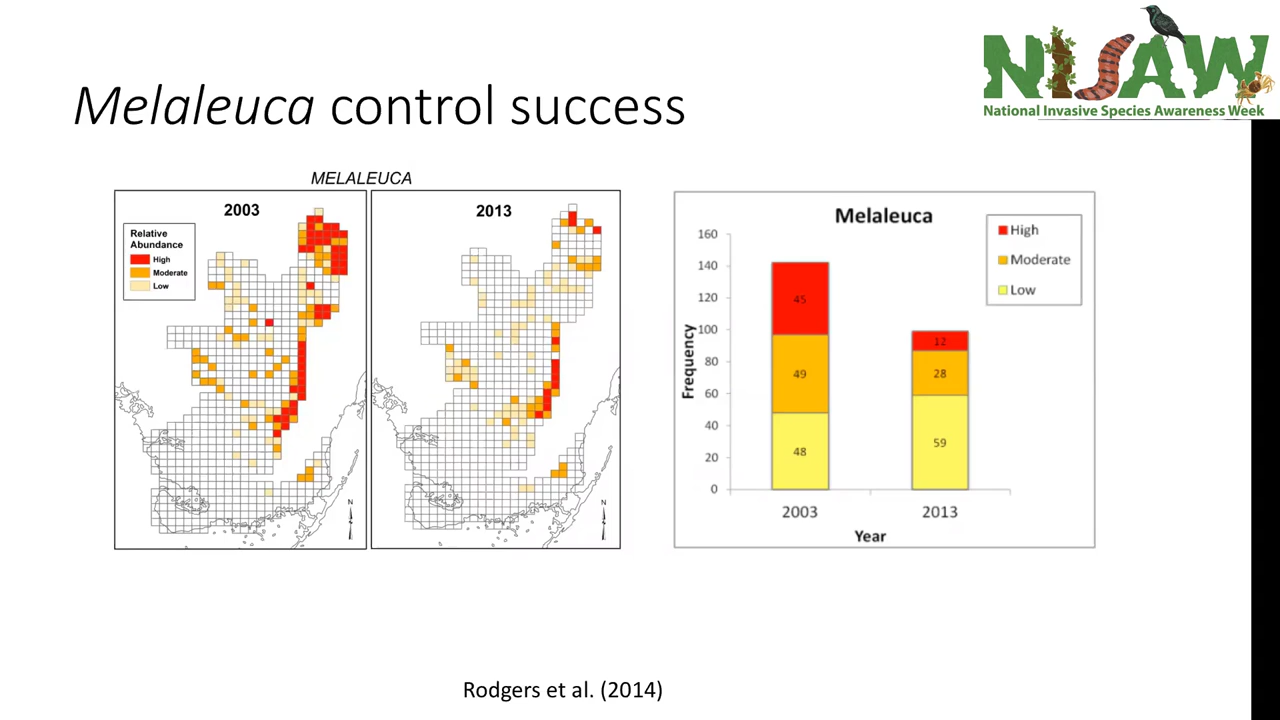 NISAW
National Invasive Species Awareness Week
Melaleuca control success
MELALEUCA
2003
Relative
Abundance
High
Moderate
Low
N
2013
N
Melaleuca
High
Moderate
Low
Frequency
160
140
120
100
80
60
40
20
0
45
49
48
12
28
59
2003
2013
Year
Rodgers et al. (2014)